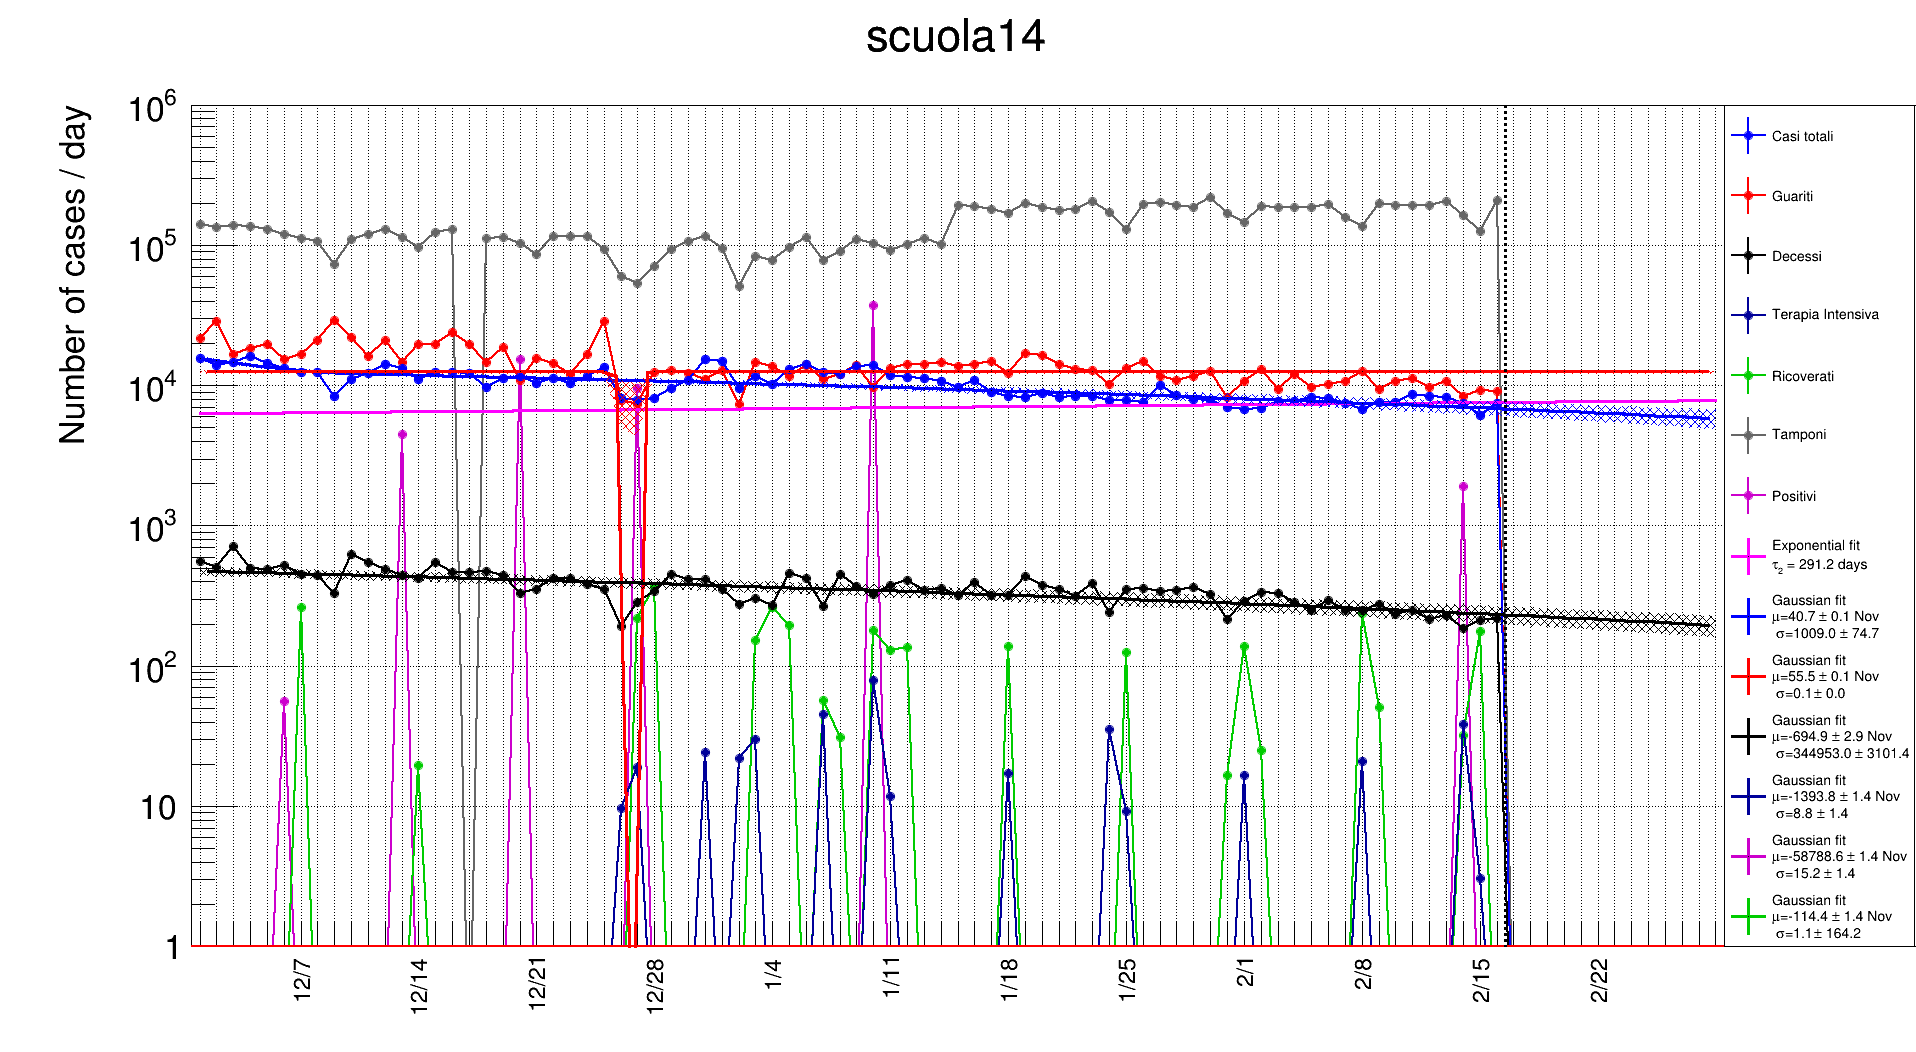 scuola14
Number of cases / day
10^6
10^5
10^4
10^3
10^2
10
1
12/7
12/14
12/21
12/28
1/4
1/11
1/18
1/25
2/1
2/8
2/15
2/22
Casi totali
Guariti
Decessi
Terapia Intensiva
Ricoverati
Tamponi
Positivi
Exponential fit
τ₂ = 291.2 days
Gaussian fit
μ=40.7 ± 0.1 Nov
σ=1009.0 ± 74.7
Gaussian fit
μ=55.5 ± 0.1 Nov
σ=0.1 ± 0.0
Gaussian fit
μ=-694.9 ± 2.9 Nov
σ=344953.0 ± 3101.4
Gaussian fit
μ=-1393.8 ± 1.4 Nov
σ=8.8 ± 1.4
Gaussian fit
μ=-58788.6 ± 1.4 Nov
σ=15.2 ± 1.4
Gaussian fit
μ=-114.4 ± 1.4 Nov
σ=1.1 ± 164.2